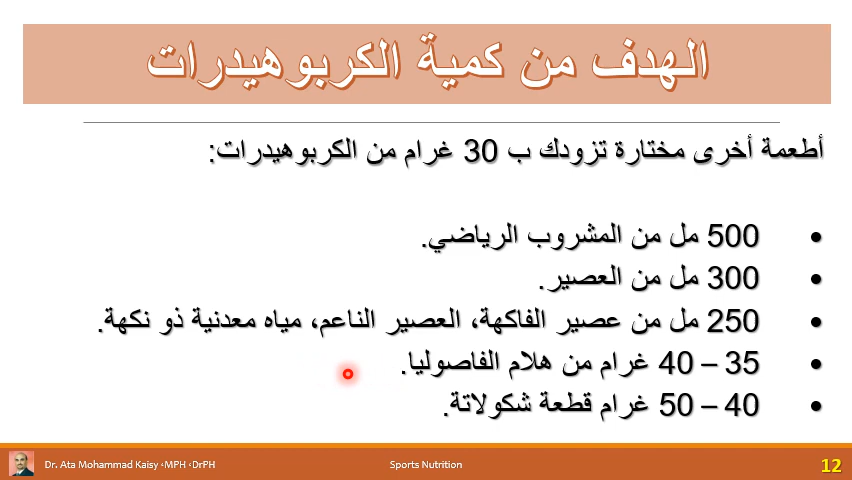 الهدف من كمية الكربوهيدرات
أطعمة أخرى مختارة تزودك ب 30 غرام من الكربوهيدرات:
• 500 مل من المشروب الرياضي.
• 300 مل من العصير.
• 250 مل من عصير الفاكهة، العصير الناعم، مياه معدنية ذو نكهة.
• 35 – 40 غرام من هلام الفاصوليا.
• 40 – 50 غرام قطعة شكولاتة.
Dr. Ata Mohammad Kaisy •MPH •DrPH
Sports Nutrition
12